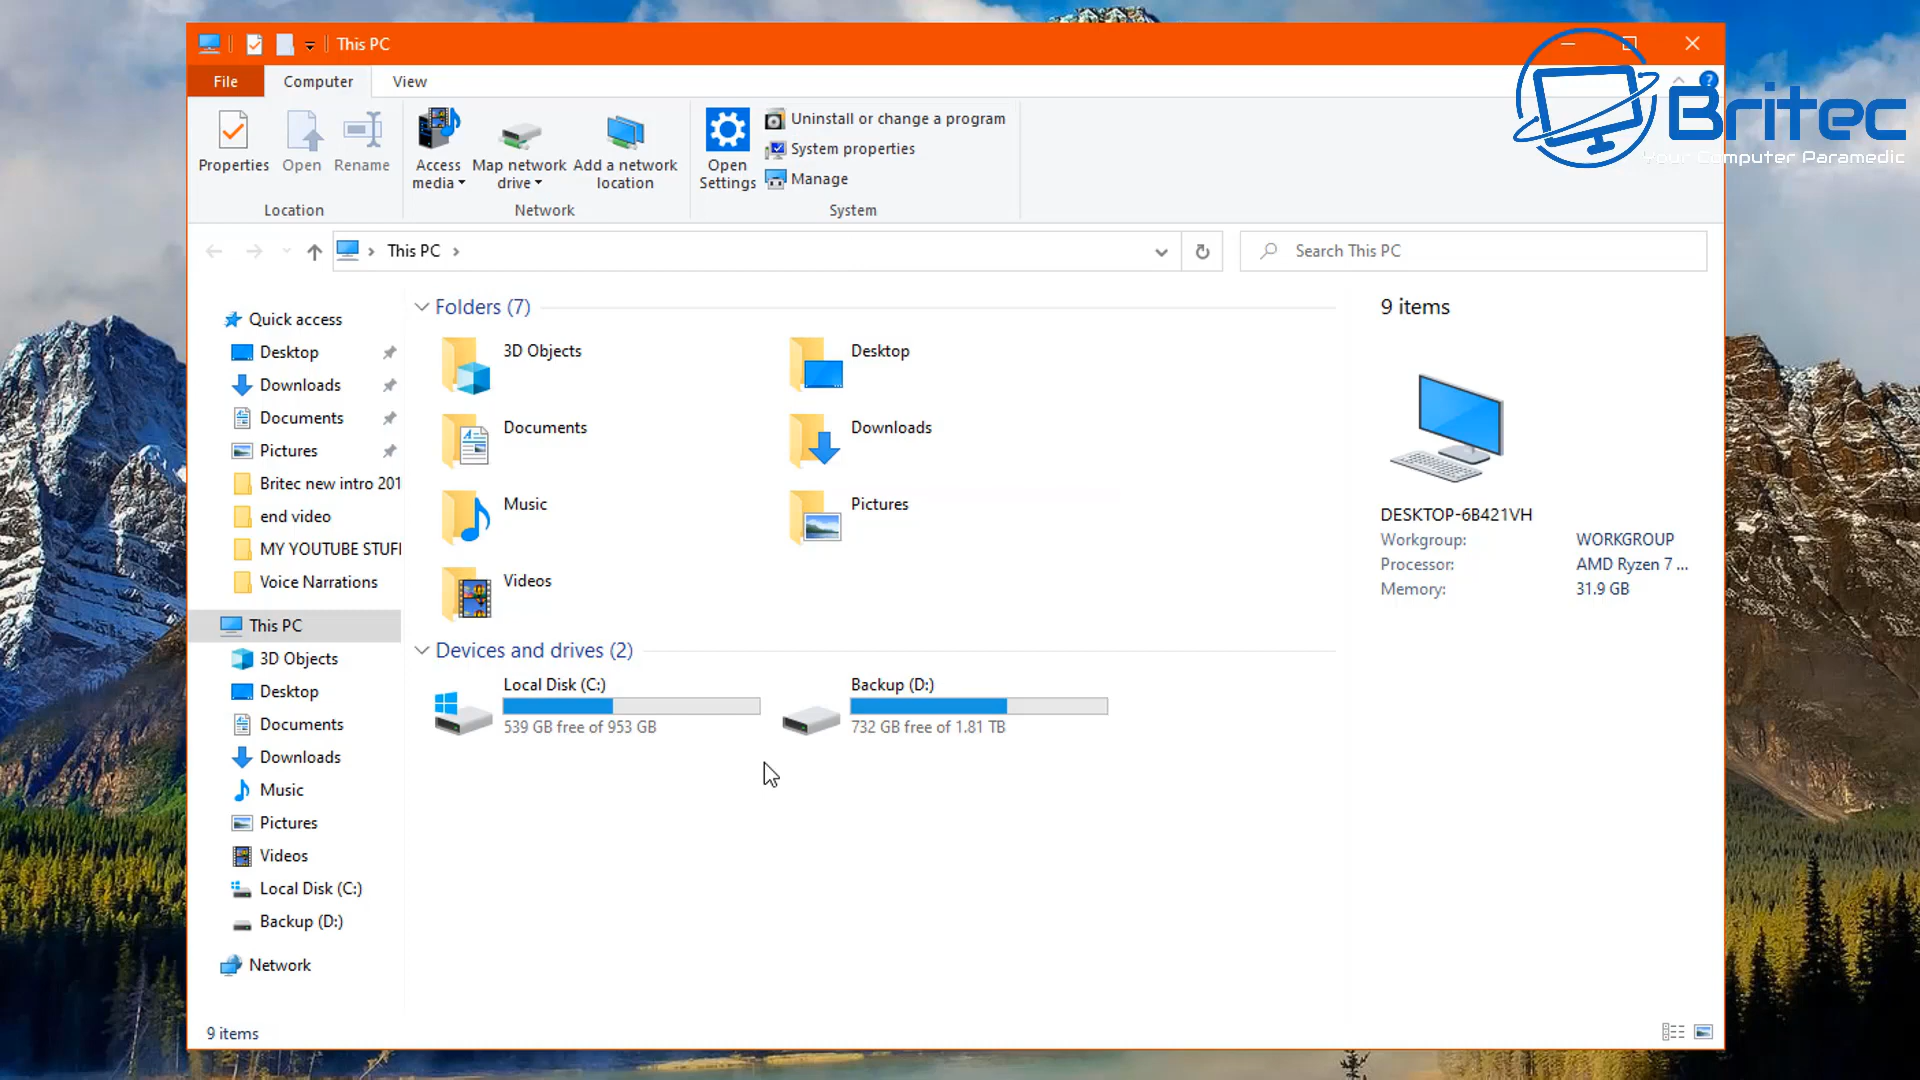 This PC
File
Computer
View
Properties
Open
Rename
Access
media
Map network
drive
Add a network
location
Open
Settings
Uninstall or change a program
System properties
Manage
Location
Network
System
Britec
Your Computer Paramedic
This PC
Search This PC
Quick access
Desktop
Downloads
Documents
Pictures
Britec new intro 201
end video
MY YOUTUBE STUF
Voice Narrations
This PC
3D Objects
Desktop
Documents
Downloads
Music
Pictures
Videos
Local Disk (C:)
Backup (D:)
Network
Folders (7)
3D Objects
Desktop
Documents
Downloads
Music
Pictures
Videos
Devices and drives (2)
Local Disk (C:)
539 GB free of 953 GB
Backup (D:)
732 GB free of 1.81 TB
9 items
DESKTOP-6B421VH
Workgroup: WORKGROUP
Processor: AMD Ryzen 7 ...
Memory: 31.9 GB
9 items